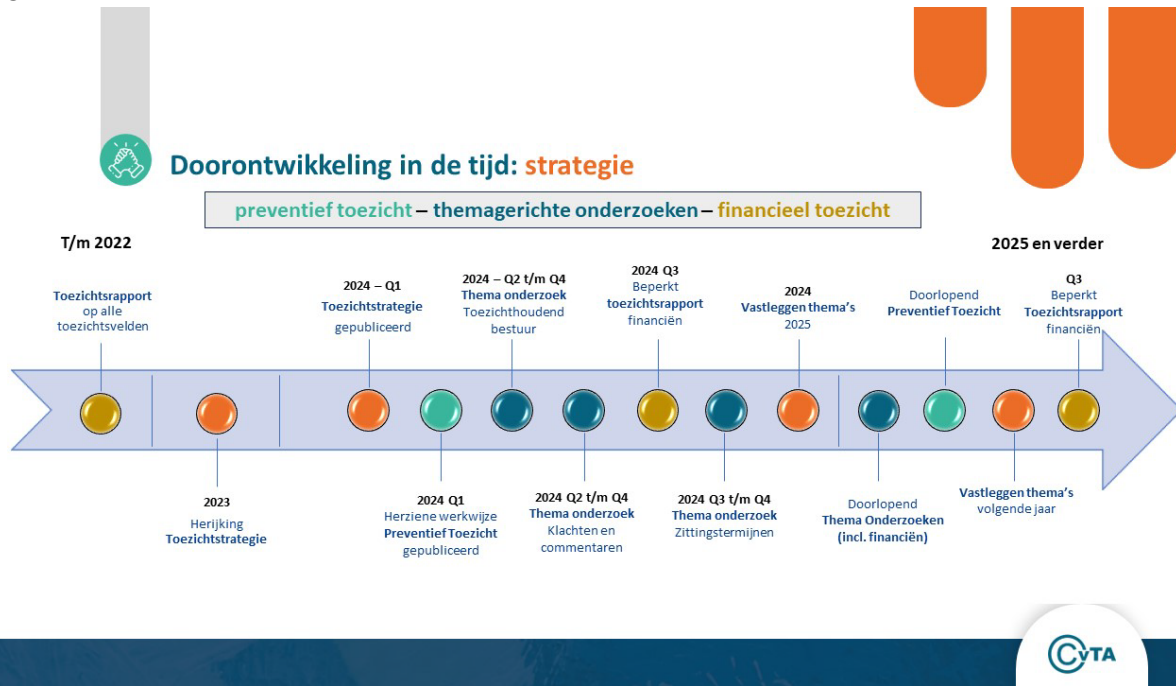 Doorontwikkeling in de tijd: strategie
preventief toezicht – themagerichte onderzoeken – financieel toezicht
T/m 2022
2025 en verder
Toezichtsrapport
op alle
toezichtsvelden
2024 – Q1
Toezichtstrategie
gepubliceerd
2024 – Q2 t/m Q4
Thema onderzoek
Toezichthoudend
bestuur
2024 Q3
Beperkt
toezichtsrapport
financiën
2024
Vastleggen thema's
2025
Doorlopend
Preventief Toezicht
Q3
Beperkt
Toezichtsrapport
financiën
2023
Herijking
Toezichtstrategie
2024 Q1
Herziene werkwijze
Preventief Toezicht
gepubliceerd
2024 Q2 t/m Q4
Thema onderzoek
Klachten en
commentaren
2024 Q3 t/m Q4
Thema onderzoek
Zittingstermijnen
Doorlopend
Thema Onderzoeken
(incl. financiën)
Vastleggen thema's
volgende jaar
CvTA